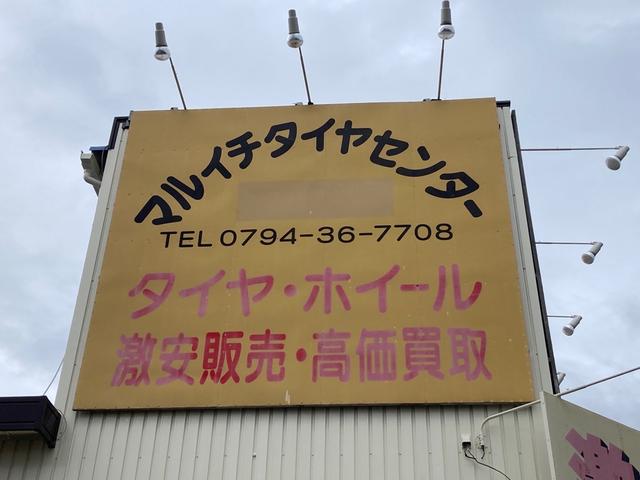 マルイチタイヤセンター
TEL 0794-36-7708
タイヤ・ホイール
激安販売・高価買取